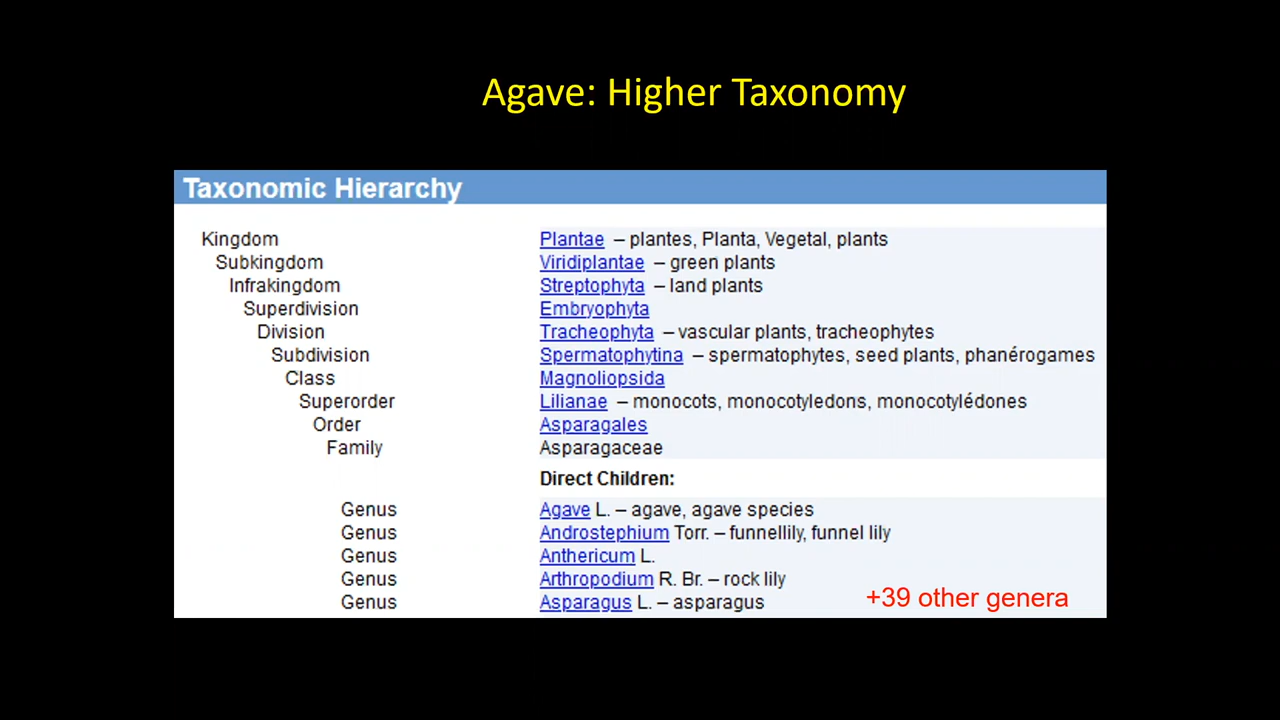 Agave: Higher Taxonomy
Taxonomic Hierarchy
Kingdom Plantae – plantes, Planta, Vegetal, plants
Subkingdom Viridiplantae – green plants
Infrakingdom Streptophyta – land plants
Superdivision Embryophyta
Division Tracheophyta – vascular plants, tracheophytes
Subdivision Spermatophytina – spermatophytes, seed plants, phanérogames
Class Magnoliopsida
Superorder Lilianae – monocots, monocotyledons, monocotylédones
Order Asparagales
Family Asparagaceae
Direct Children:
Genus Agave L. – agave, agave species
Genus Androstephium Torr. – funnellily, funnel lily
Genus Anthericum L.
Genus Arthropodium R. Br. – rock lily
Genus Asparagus L. – asparagus
+39 other genera